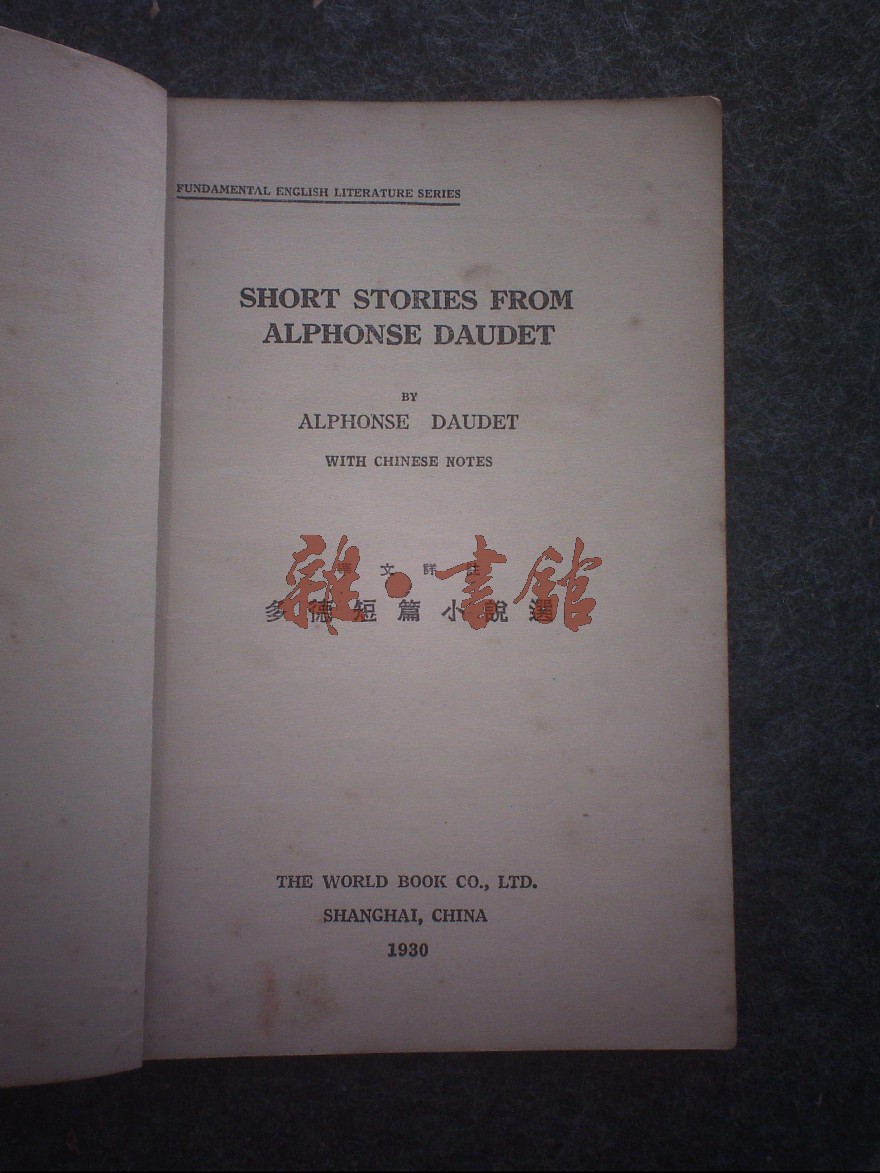 FUNDAMENTAL ENGLISH LITERATURE SERIES
SHORT STORIES FROM
ALPHONSE DAUDET
BY
ALPHONSE DAUDET
WITH CHINESE NOTES
文 詳 註
雜·書館
多德短篇小說選
THE WORLD BOOK CO., LTD.
SHANGHAI, CHINA
1930